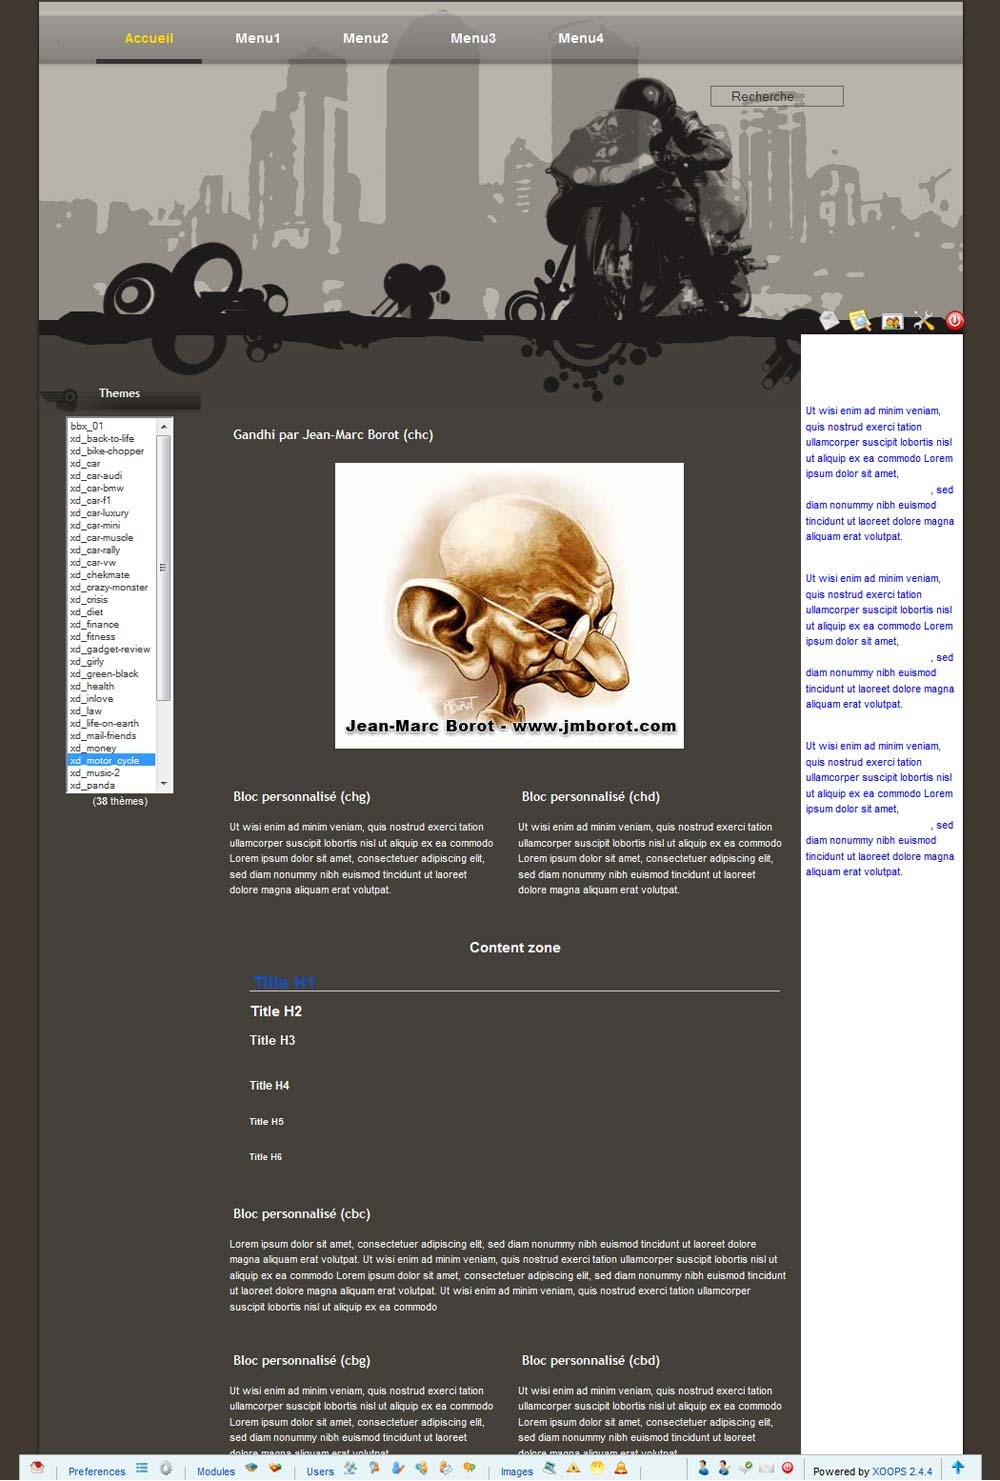 Accueil Menu1 Menu2 Menu3 Menu4
Recherche...
Themes
bbx_01
xd_back-to-life
xd_bike-chopper
xd_car
xd_car-audi
xd_car-bmw
xd_car-f1
xd_car-luxury
xd_car-mini
xd_car-muscle
xd_car-rally
xd_car-vw
xd_chekmate
xd_crazy-monster
xd_crisis
xd_diet
xd_finance
xd_fitness
xd_gadget-review
xd_girly
xd_green-black
xd_health
xd_inlove
xd_law
xd_life-on-earth
xd_mail-friends
xd_money
xd_motor_cycle
xd_music-2
xd_panda
(38 thèmes)
Gandhi par Jean-Marc Borot (chc)
Jean-Marc Borot - www.jmborot.com
Bloc personnalisé (chg)
Ut wisi enim ad minim veniam, quis nostrud exerci tation
ullamcorper suscipit lobortis nisl ut aliquip ex ea commodo
Lorem ipsum dolor sit amet, consectetuer adipiscing elit,
sed diam nonummy nibh euismod tincidunt ut laoreet
dolore magna aliquam erat volutpat.
Bloc personnalisé (chd)
Ut wisi enim ad minim veniam, quis nostrud exerci tation
ullamcorper suscipit lobortis nisl ut aliquip ex ea commodo
Lorem ipsum dolor sit amet, consectetuer adipiscing elit,
sed diam nonummy nibh euismod tincidunt ut laoreet
dolore magna aliquam erat volutpat.
Content zone
Title H1
Title H2
Title H3
Title H4
Title H5
Title H6
Bloc personnalisé (cbc)
Lorem ipsum dolor sit amet, consectetuer adipiscing elit, sed diam nonummy nibh euismod tincidunt ut laoreet dolore
magna aliquam erat volutpat. Ut wisi enim ad minim veniam, quis nostrud exerci tation ullamcorper suscipit lobortis nisl ut
aliquip ex ea commodo Lorem ipsum dolor sit amet, consectetuer adipiscing elit, sed diam nonummy nibh euismod tincidunt
ut laoreet dolore magna aliquam erat volutpat. Ut wisi enim ad minim veniam, quis nostrud exerci tation ullamcorper
suscipit lobortis nisl ut aliquip ex ea commodo
Bloc personnalisé (cbg)
Ut wisi enim ad minim veniam, quis nostrud exerci tation
ullamcorper suscipit lobortis nisl ut aliquip ex ea commodo
Lorem ipsum dolor sit amet, consectetuer adipiscing elit,
sed diam nonummy nibh euismod tincidunt ut laoreet
dolore magna aliquam erat volutpat.
Bloc personnalisé (cbd)
Ut wisi enim ad minim veniam, quis nostrud exerci tation
ullamcorper suscipit lobortis nisl ut aliquip ex ea commodo
Lorem ipsum dolor sit amet, consectetuer adipiscing elit,
sed diam nonummy nibh euismod tincidunt ut laoreet
dolore magna aliquam erat volutpat.
Ut wisi enim ad minim veniam,
quis nostrud exerci tation
ullamcorper suscipit lobortis nisl
ut aliquip ex ea commodo Lorem
ipsum dolor sit amet,
, sed
diam nonummy nibh euismod
tincidunt ut laoreet dolore magna
aliquam erat volutpat.
Ut wisi enim ad minim veniam,
quis nostrud exerci tation
ullamcorper suscipit lobortis nisl
ut aliquip ex ea commodo Lorem
ipsum dolor sit amet,
, sed
diam nonummy nibh euismod
tincidunt ut laoreet dolore magna
aliquam erat volutpat.
Ut wisi enim ad minim veniam,
quis nostrud exerci tation
ullamcorper suscipit lobortis nisl
ut aliquip ex ea commodo Lorem
ipsum dolor sit amet,
, sed
diam nonummy nibh euismod
tincidunt ut laoreet dolore magna
aliquam erat volutpat.
Preferences Modules Users Images Powered by XOOPS 2.4.4